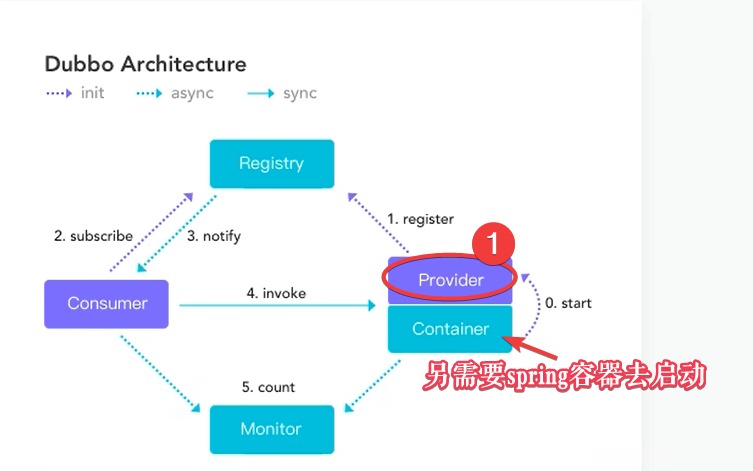 Dubbo Architecture
init async sync
Registry
1. register
2. subscribe 3. notify
1
Provider
Consumer
4. invoke
0. start
Container
另需要spring容器去启动
5. count
Monitor